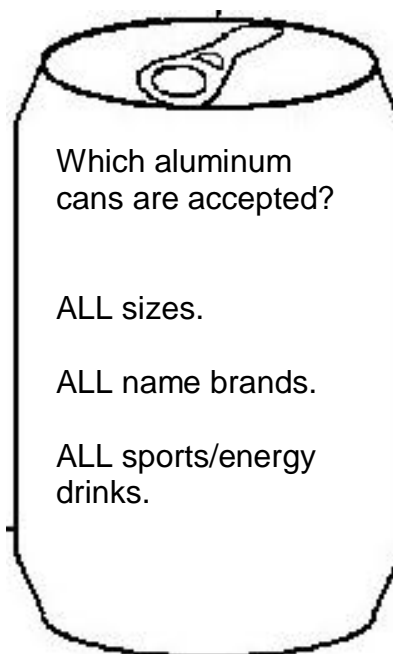 Which aluminum
cans are accepted?
ALL sizes.
ALL name brands.
ALL sports/energy
drinks.